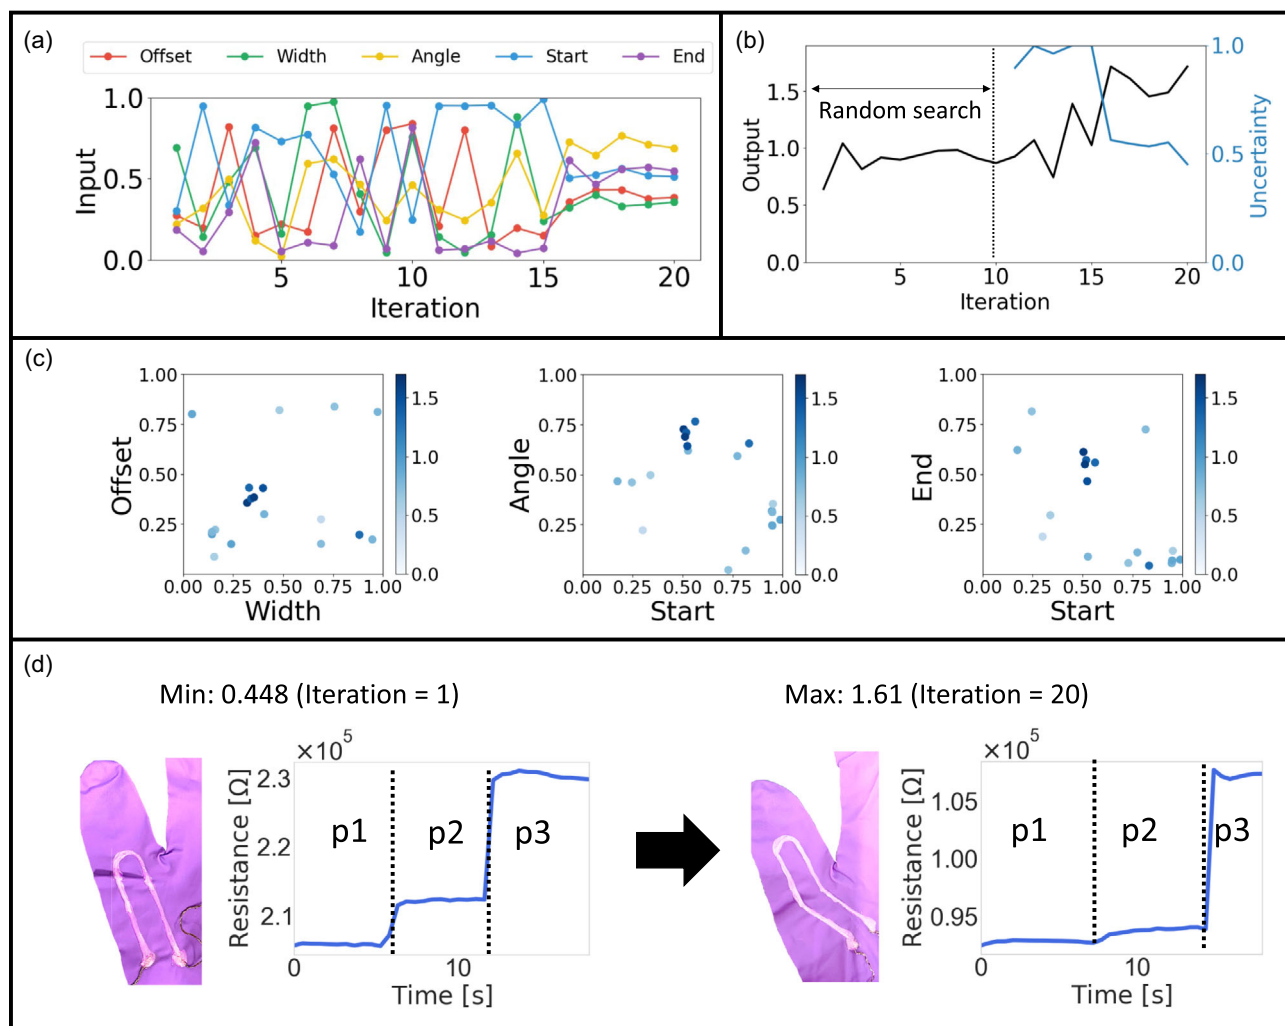 (a)
Offset Width Angle Start End
1.0
0.5
0.0
Input
5 10 15 20
Iteration
(b)
Random search
1.5
1.0
0.5
0.0
Output
1.0
0.5
0.0
Uncertainty
5 10 15 20
Iteration
(c)
1.00
0.75
0.50
0.25
Offset
0.00 0.25 0.50 0.75 1.00
Width
1.5
1.0
0.5
0.0
1.00
0.75
0.50
0.25
Angle
0.00 0.25 0.50 0.75 1.00
Start
1.5
1.0
0.5
0.0
1.00
0.75
0.50
0.25
End
0.00 0.25 0.50 0.75 1.00
Start
1.5
1.0
0.5
0.0
(d)
Min: 0.448 (Iteration = 1)
×10⁵
2.3
2.2
2.1
Resistance [Ω]
p1 p2 p3
0 10
Time [s]
Max: 1.61 (Iteration = 20)
×10⁵
1.05
1.00
0.95
Resistance [Ω]
p1 p2 p3
0 10
Time [s]